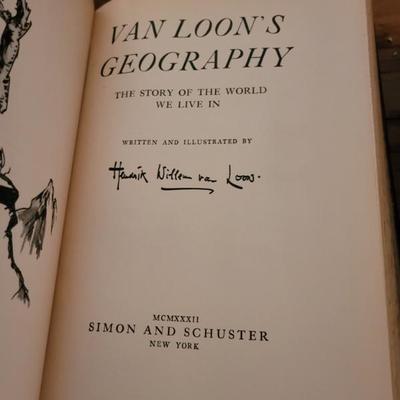 VAN LOON'S
GEOGRAPHY
THE STORY OF THE WORLD
WE LIVE IN
WRITTEN AND ILLUSTRATED BY
Hendrik Willem van Loon.
MCMXXXII
SIMON AND SCHUSTER
NEW YORK